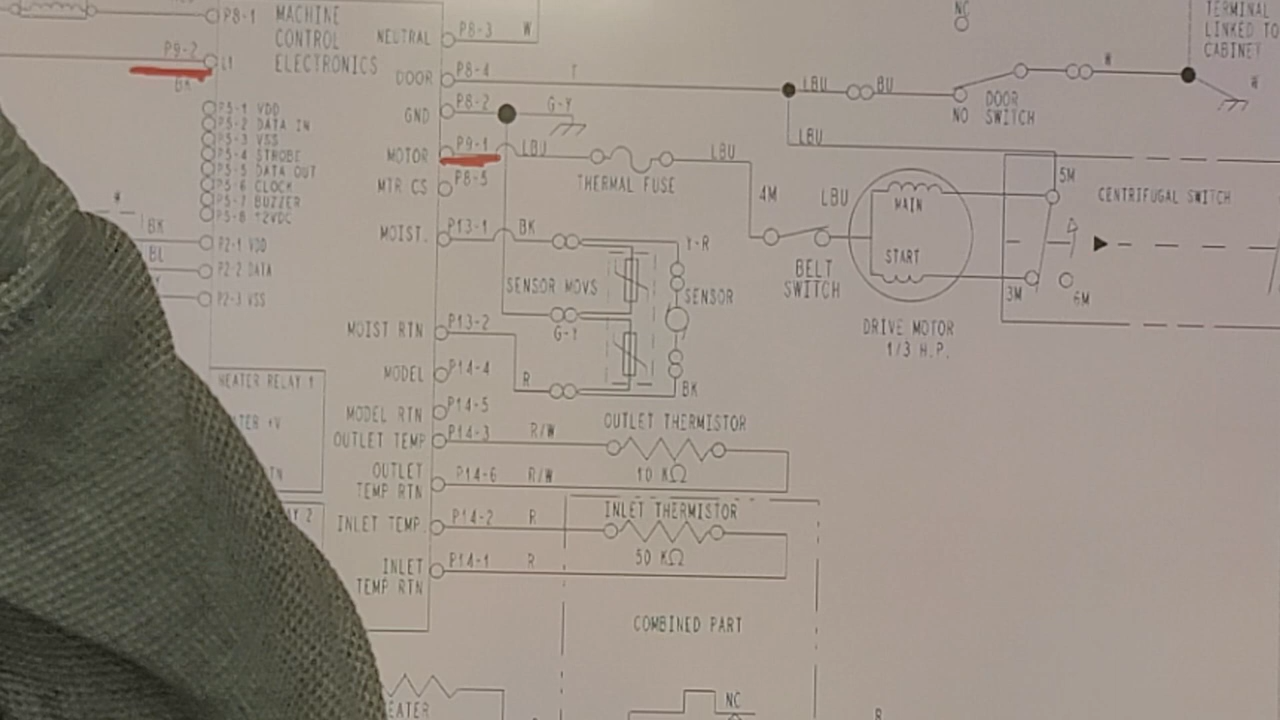 P8-1
MACHINE
CONTROL
ELECTRONICS
P9-2
L1
BK
P5-1 VDD
P5-2 DATA IN
P5-3 VSS
P5-4 STROBE
P5-5 DATA OUT
P5-6 CLOCK
P5-7 BUZZER
P5-8 12VDC
BK
P2-1 VDD
BL
P2-2 DATA
P2-3 VSS
HEATER RELAY 1
NEUTRAL
P8-3
W
DOOR
P8-4
T
GND
P8-2
G-Y
MOTOR
P9-1
LBU
THERMAL FUSE
LBU
MTR CS
P8-5
MOIST.
P13-1
BK
Y-R
SENSOR MOVS
SENSOR
G-Y
MOIST RTN
P13-2
R
BK
MODEL
P14-4
MODEL RTN
P14-5
OUTLET TEMP
P14-3
R/W
OUTLET THERMISTOR
10 KΩ
OUTLET
TEMP RTN
P14-6
R/W
INLET TEMP.
P14-2
R
INLET THERMISTOR
50 KΩ
INLET
TEMP RTN
P14-1
R
COMBINED PART
NC
TERMINAL
LINKED TO
CABINET
LBU
BU
NO
DOOR
SWITCH
W
W
LBU
4M
LBU
BELT
SWITCH
MAIN
START
DRIVE MOTOR
1/3 H.P.
5M
CENTRIFUGAL SWITCH
3M
6M
NC
R